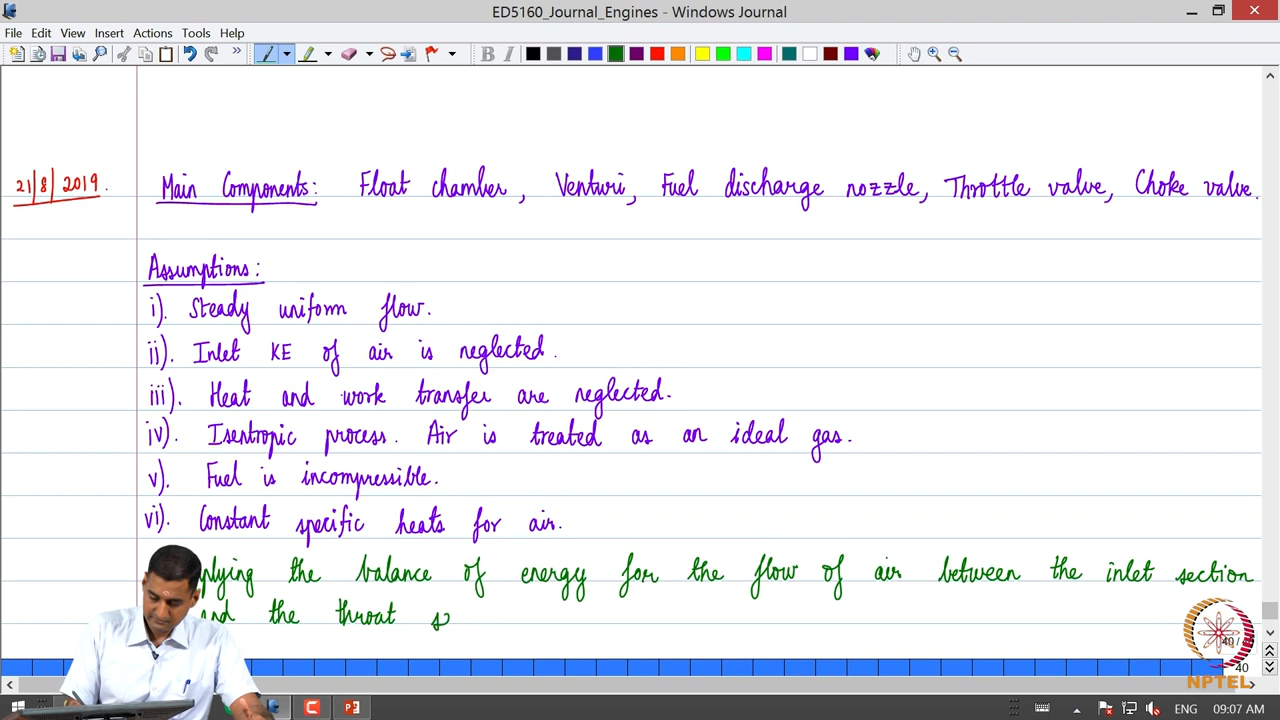 ED5160_Journal_Engines - Windows Journal
File Edit View Insert Actions Tools Help
21/8/2019. Main Components: Float chamber, Venturi, Fuel discharge nozzle, Throttle valve, Choke valve.
Assumptions:
i). Steady uniform flow.
ii). Inlet KE of air is neglected.
iii). Heat and work transfer are neglected.
iv). Isentropic process. Air is treated as an ideal gas.
v). Fuel is incompressible.
vi). Constant specific heats for air.
the balance of energy for the flow of air between the inlet section
the throat
40
NPTEL
ENG 09:07 AM